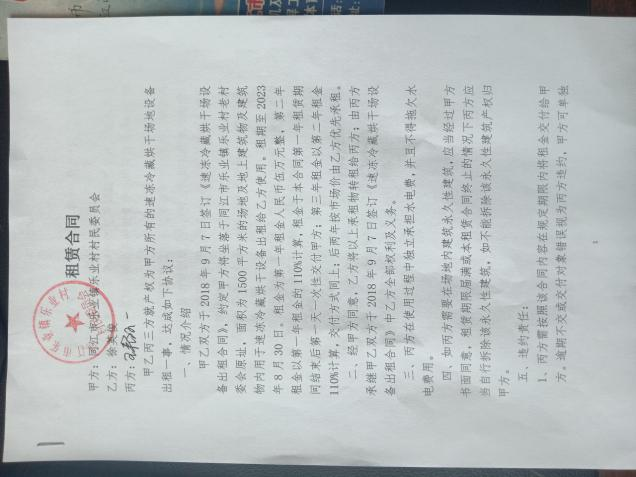 租赁合同
甲方：同江市乐业镇乐业村村民委员会
乙方：徐英俊
丙方：
甲乙丙三方就产权为甲方所有的速冻冷藏烘干场地设备
出租一事，达成如下协议：
一、情况介绍
甲乙双方于2018年9月7日签订《速冻冷藏烘干场设
备出租合同》，约定甲方将坐落于同江市乐业镇乐业村老村
委会原址，面积为1500平方米的场地及地上建筑物及建筑
物内用于速冻冷藏烘干设备出租给乙方使用。租期至2023
年8月30日。租金为第一年租金人民币伍万元整，第二年
租金以第一年租金的110%计算，租金于本合同第一年租赁期
间结束后第一天一次性交付甲方；第三年租金以第二年租金
110%计算，交付方式同上；后两年按市场价由乙方优先承租。
二、经甲方同意，乙方将以上承租物转租给丙方；由丙方
承继甲乙双方于2018年9月7日签订《速冻冷藏烘干场设
备出租合同》中乙方全部权利及义务。
三、丙方在使用过程中独立承担水电费，并且不得拖欠水
电费用。
四、如丙方需要在场地内建筑永久性建筑，应当经过甲方
书面同意，租赁期限届满或本租赁合同终止的情况下丙方应
当自行拆除该永久性建筑，如不能拆除该永久性建筑产权归
甲方。
五、违约责任：
1、丙方需按照该合同内容在规定期限内将租金交付给甲
方。逾期不交或交付对象错误视为丙方违约，甲方可单独
1